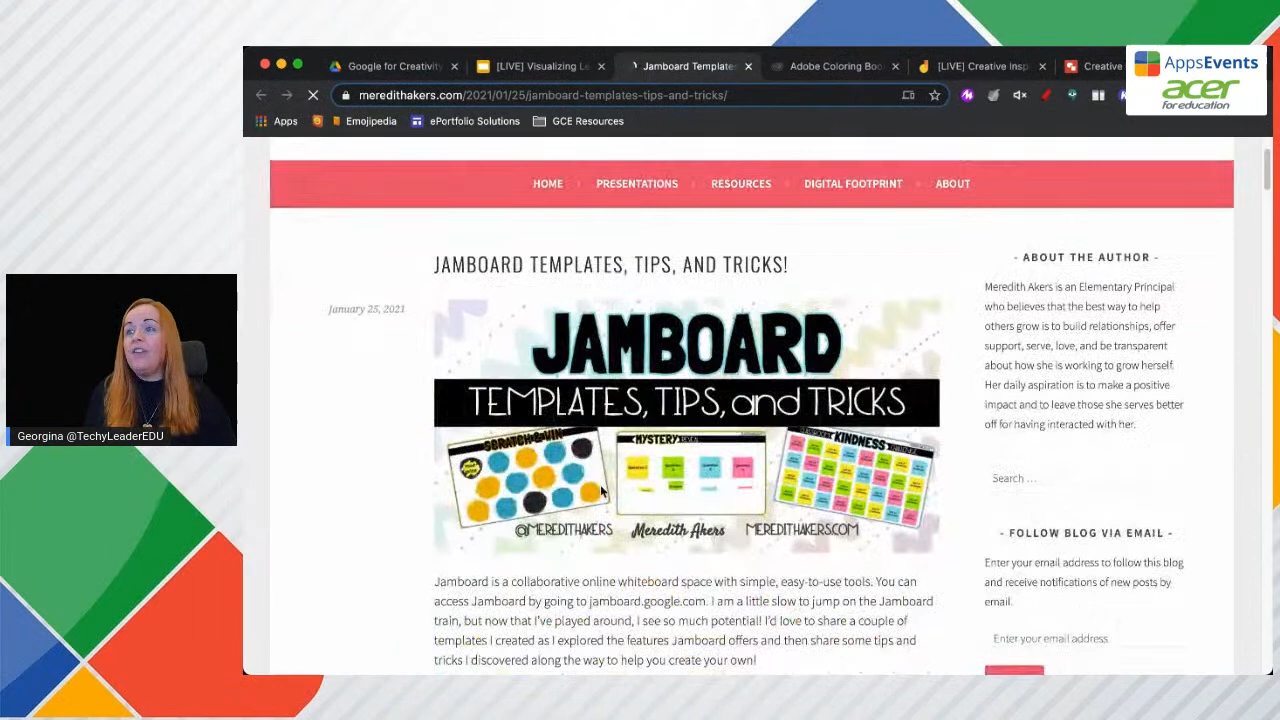 AppsEvents
acer
for education
Google for Creativity
[LIVE] Visualizing Le
Jamboard Templates
Adobe Coloring Boo
[LIVE] Creative Insp
Creative
meredithakers.com/2021/01/25/jamboard-templates-tips-and-tricks/
Apps
Emojipedia
ePortfolio Solutions
GCE Resources
HOME
PRESENTATIONS
RESOURCES
DIGITAL FOOTPRINT
ABOUT
JAMBOARD TEMPLATES, TIPS, AND TRICKS!
January 25, 2021
JAMBOARD
TEMPLATES, TIPS, and TRICKS
SCRATCH & WIN
MYSTERY
KINDNESS
@MEREDITHAKERS
Meredith Akers
MEREDITHAKERS.COM
Jamboard is a collaborative online whiteboard space with simple, easy-to-use tools. You can
access Jamboard by going to jamboard.google.com. I am a little slow to jump on the Jamboard
train, but now that I've played around, I see so much potential! I'd love to share a couple of
templates I created as I explored the features Jamboard offers and then share some tips and
tricks I discovered along the way to help you create your own!
- ABOUT THE AUTHOR -
Meredith Akers is an Elementary Principal
who believes that the best way to help
others grow is to build relationships, offer
support, serve, love, and be transparent
about how she is working to grow herself.
Her daily aspiration is to make a positive
impact and to leave those she serves better
off for having interacted with her.
Search …
- FOLLOW BLOG VIA EMAIL -
Enter your email address to follow this blog
and receive notifications of new posts by
email.
Enter your email address
Georgina @TechyLeaderEDU